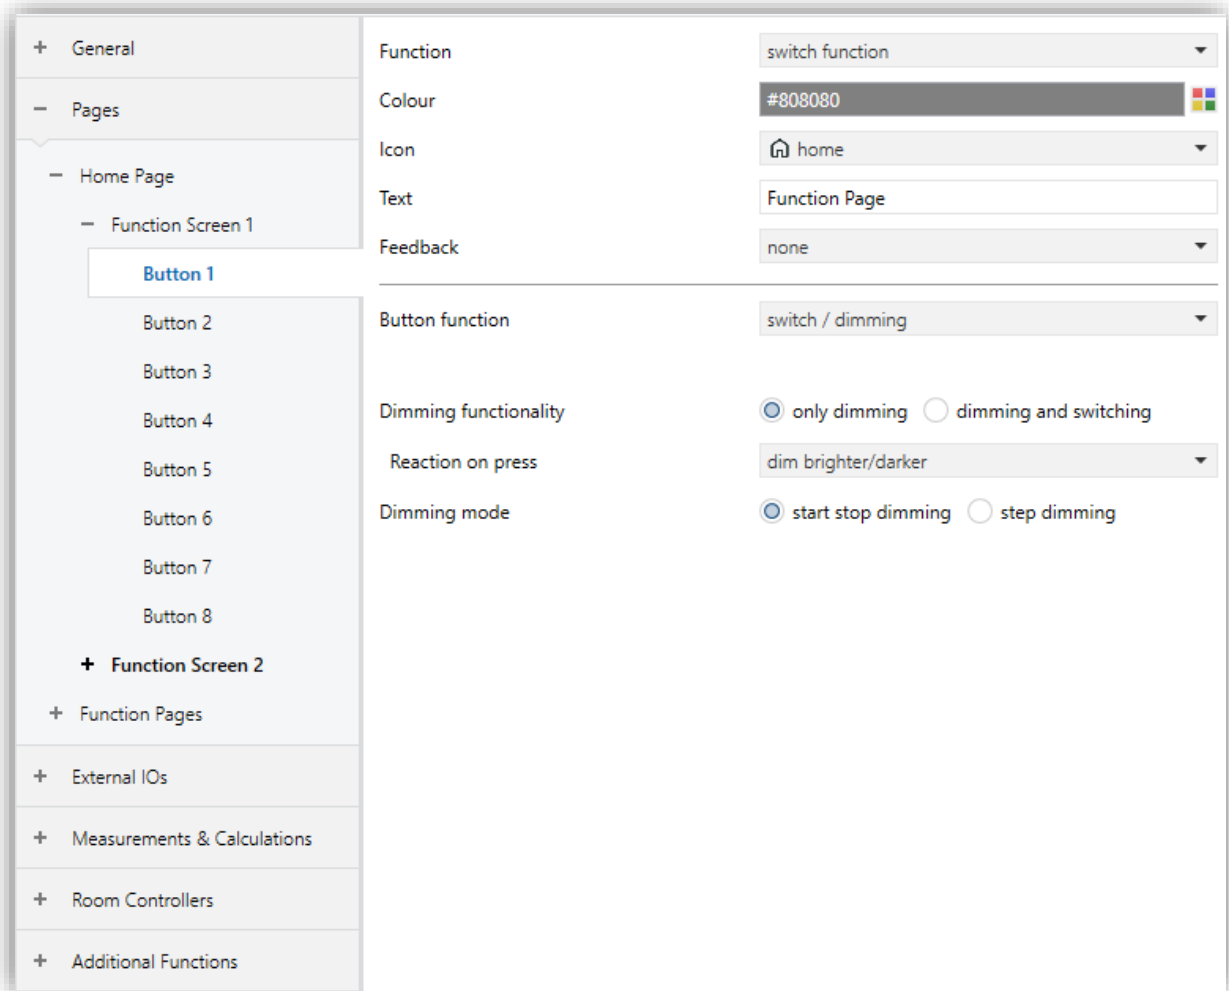 General
Pages
Home Page
Function Screen 1
Button 1
Button 2
Button 3
Button 4
Button 5
Button 6
Button 7
Button 8
Function Screen 2
Function Pages
External IOs
Measurements & Calculations
Room Controllers
Additional Functions
Function switch function
Colour #808080
Icon home
Text Function Page
Feedback none
Button function switch / dimming
Dimming functionality only dimming dimming and switching
Reaction on press dim brighter/darker
Dimming mode start stop dimming step dimming